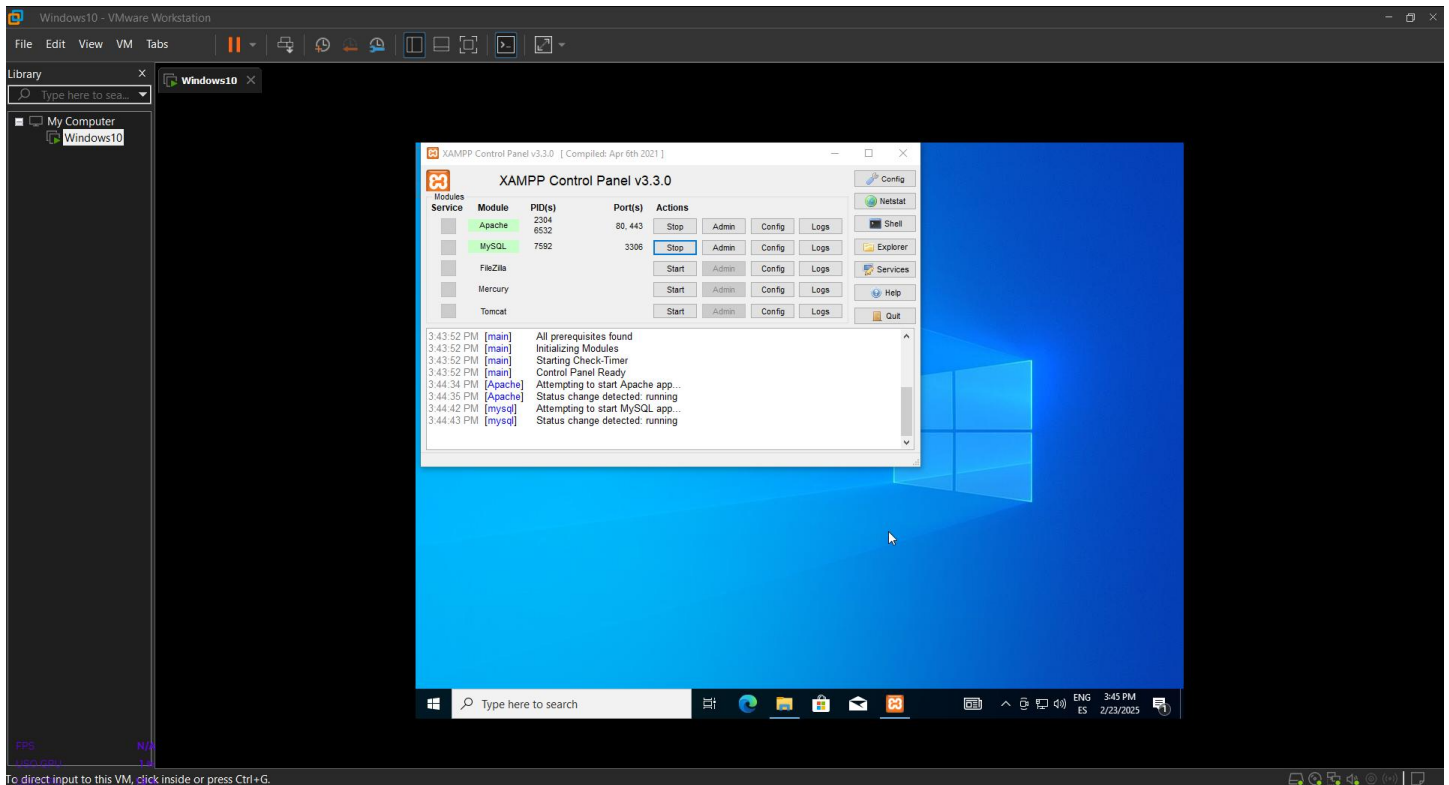 Windows10 - VMware Workstation
File Edit View VM Tabs
Library X
Type here to sea...
Windows10
My Computer
Windows10
XAMPP Control Panel v3.3.0 [ Compiled: Apr 6th 2021 ]
XAMPP Control Panel v3.3.0
Config
Modules
Netstat
Service Module PID(s) Port(s) Actions
Apache 2304 6532 80, 443 Stop Admin Config Logs
Shell
MySQL 7592 3306 Stop Admin Config Logs
Explorer
FileZilla Start Admin Config Logs
Services
Mercury Start Admin Config Logs
Help
Tomcat Start Admin Config Logs
Quit
3:43:52 PM [main] All prerequisites found
3:43:52 PM [main] Initializing Modules
3:43:52 PM [main] Starting Check-Timer
3:43:52 PM [main] Control Panel Ready
3:44:34 PM [Apache] Attempting to start Apache app...
3:44:35 PM [Apache] Status change detected: running
3:44:42 PM [mysql] Attempting to start MySQL app...
3:44:43 PM [mysql] Status change detected: running
Type here to search
ENG 3:45 PM
ES 2/23/2025
FPS N/A
To direct input to this VM, click inside or press Ctrl+G.